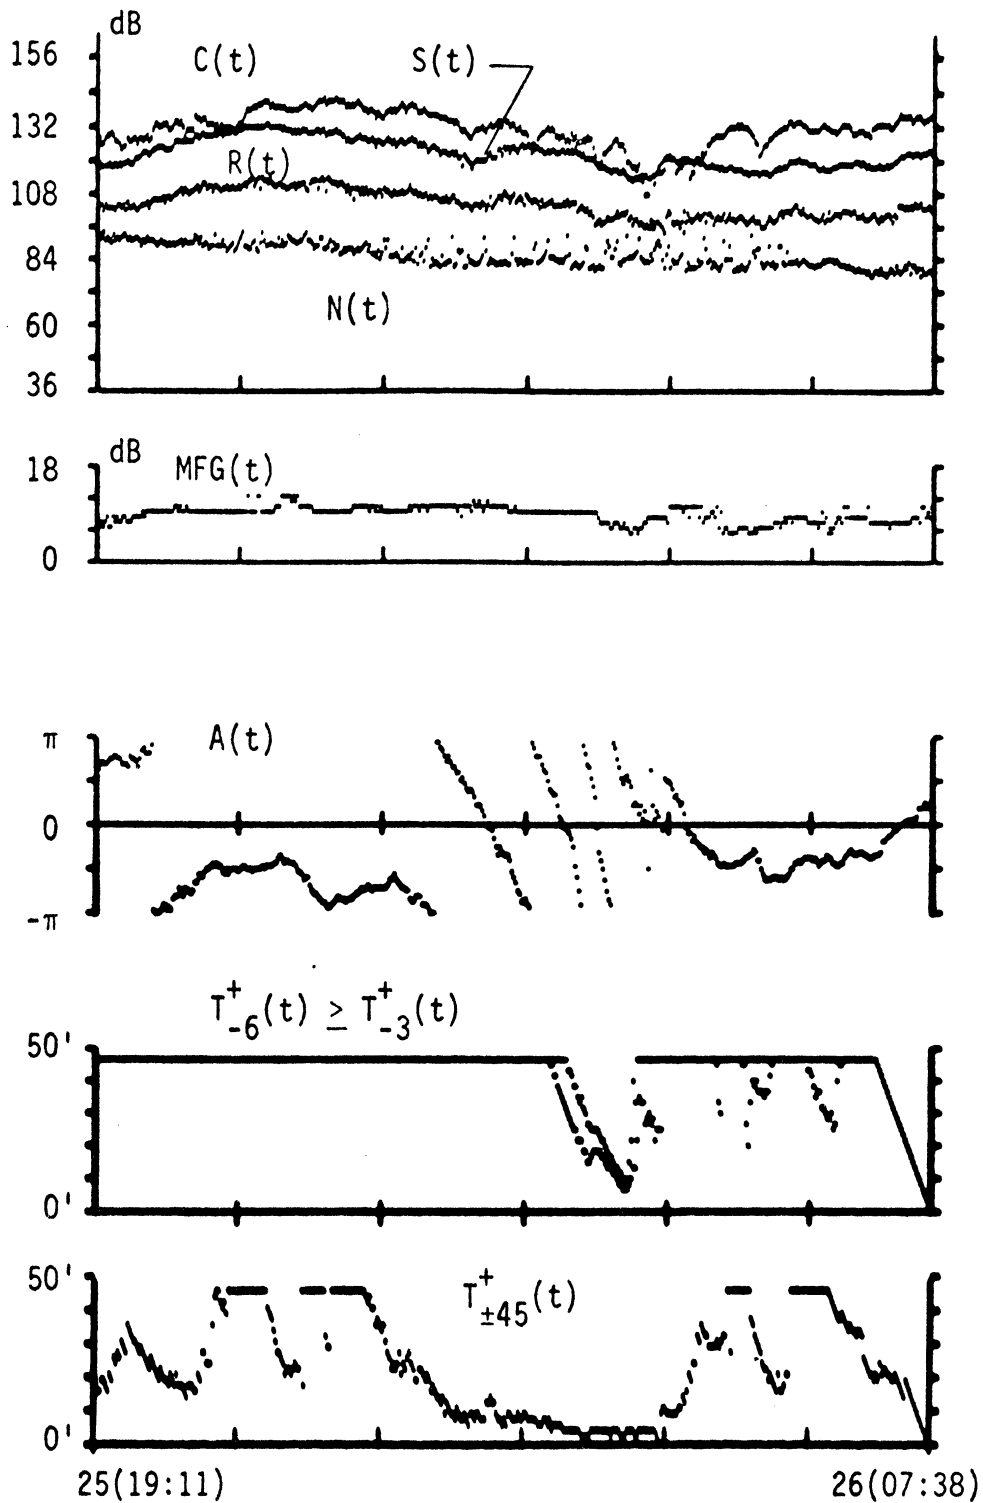 dB
156
C(t)
S(t)
132
R(t)
108
84
N(t)
60
36
dB
18
MFG(t)
0
π
A(t)
0
-π
T⁺₋₆(t) ≥ T⁺₋₃(t)
50'
0'
50'
T⁺±45(t)
0'
25(19:11) 26(07:38)